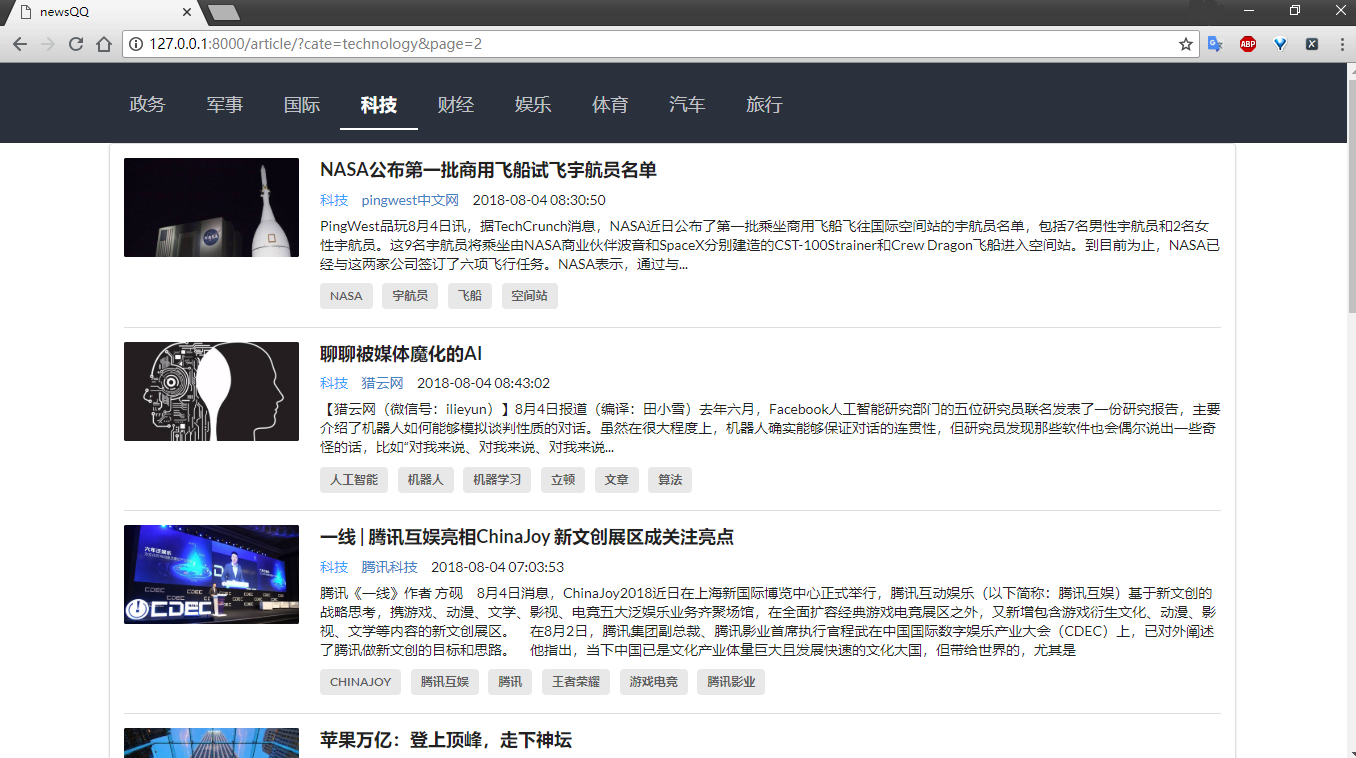 newsQQ
127.0.0.1:8000/article/?cate=technology&page=2
ABP
政务 军事 国际 科技 财经 娱乐 体育 汽车 旅行
NASA公布第一批商用飞船试飞宇航员名单
科技 pingwest中文网 2018-08-04 08:30:50
PingWest品玩8月4日讯，据TechCrunch消息，NASA近日公布了第一批乘坐商用飞船飞往国际空间站的宇航员名单，包括7名男性宇航员和2名女
性宇航员。这9名宇航员将乘坐由NASA商业伙伴波音和SpaceX分别建造的CST-100Strainer和Crew Dragon飞船进入空间站。到目前为止，NASA已
经与这两家公司签订了六项飞行任务。NASA表示，通过与...
NASA 宇航员 飞船 空间站
聊聊被媒体魔化的AI
科技 猎云网 2018-08-04 08:43:02
【猎云网（微信号：ilieyun）】8月4日报道（编译：田小雪）去年六月，Facebook人工智能研究部门的五位研究员联名发表了一份研究报告，主要
介绍了机器人如何能够模拟谈判性质的对话。虽然在很大程度上，机器人确实能够保证对话的连贯性，但研究员发现那些软件也会偶尔说出一些奇
怪的话，比如“对我来说、对我来说、对我来说...
人工智能 机器人 机器学习 立顿 文章 算法
一线 | 腾讯互娱亮相ChinaJoy 新文创展区成关注亮点
科技 腾讯科技 2018-08-04 07:03:53
腾讯《一线》作者 方砚 8月4日消息，ChinaJoy2018近日在上海新国际博览中心正式举行，腾讯互动娱乐（以下简称：腾讯互娱）基于新文创的
战略思考，携游戏、动漫、文学、影视、电竞五大泛娱乐业务齐聚场馆，在全面扩容经典游戏电竞展区之外，又新增包含游戏衍生文化、动漫、影
视、文学等内容的新文创展区。 在8月2日，腾讯集团副总裁、腾讯影业首席执行官程武在中国国际数字娱乐产业大会（CDEC）上，已对外阐述
了腾讯做新文创的目标和思路。 他指出，当下中国已是文化产业体量巨大且发展快速的文化大国，但带给世界的，尤其是
CDEC
CHINAJOY 腾讯互娱 腾讯 王者荣耀 游戏电竞 腾讯影业
苹果万亿：登上顶峰，走下神坛